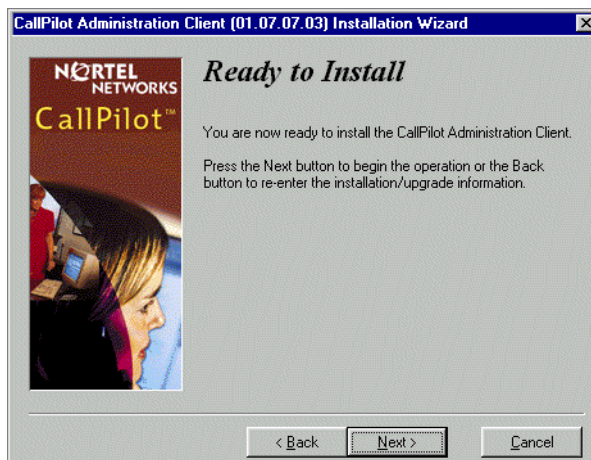 CallPilot Administration Client (01.07.07.03) Installation Wizard
NORTEL
NETWORKS
CallPilot™
Ready to Install
You are now ready to install the CallPilot Administration Client.
Press the Next button to begin the operation or the Back
button to re-enter the installation/upgrade information.
< Back
Next >
Cancel